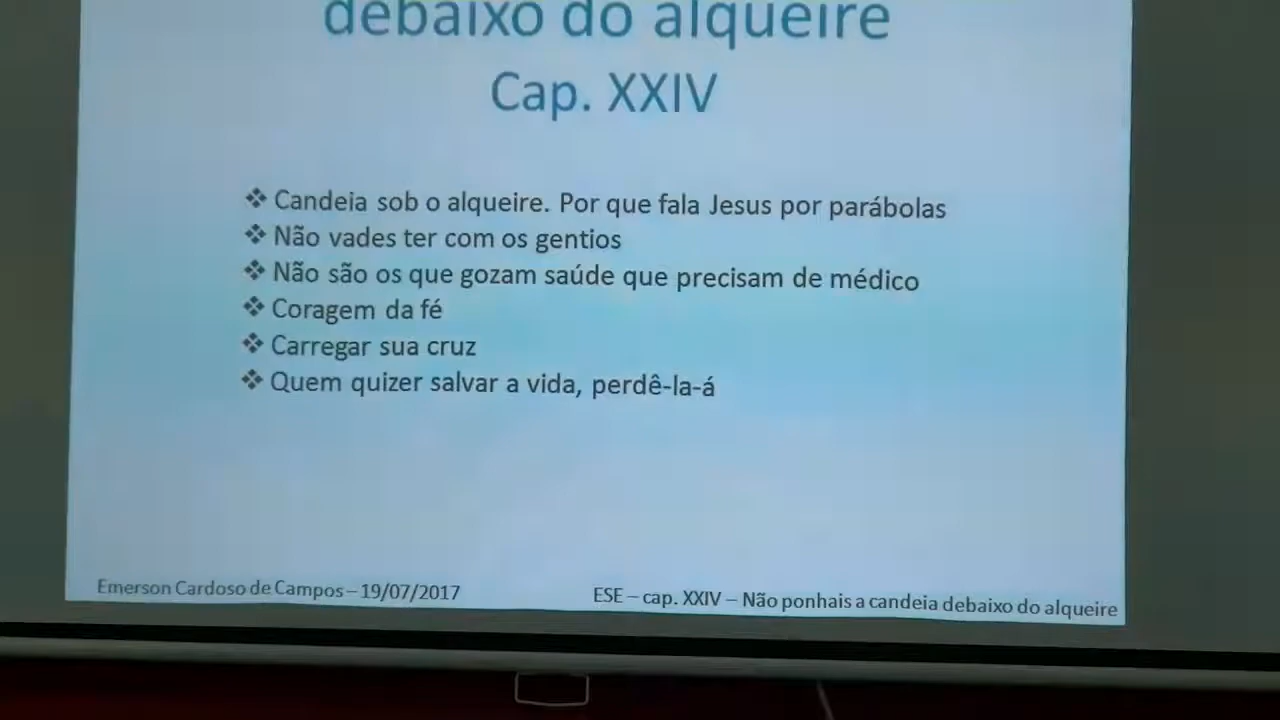 debaixo do alqueire
Cap. XXIV
❖ Candeia sob o alqueire. Por que fala Jesus por parábolas
❖ Não vades ter com os gentios
❖ Não são os que gozam saúde que precisam de médico
❖ Coragem da fé
❖ Carregar sua cruz
❖ Quem quizer salvar a vida, perdê-la-á
Emerson Cardoso de Campos – 19/07/2017
ESE – cap. XXIV – Não ponhais a candeia debaixo do alqueire